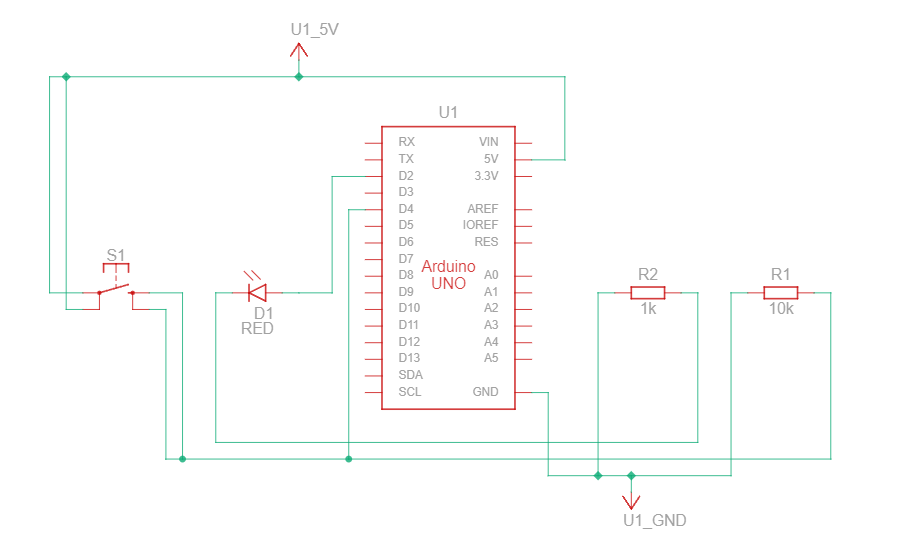 U1_5V
U1
RX
VIN
TX
5V
D2
3.3V
D3
D4
AREF
D5
IOREF
D6
RES
D7
D8
A0
Arduino
UNO
D9
A1
D10
A2
D11
A3
D12
A4
D13
A5
SDA
SCL
GND
S1
D1
RED
R2
1k
R1
10k
U1_GND